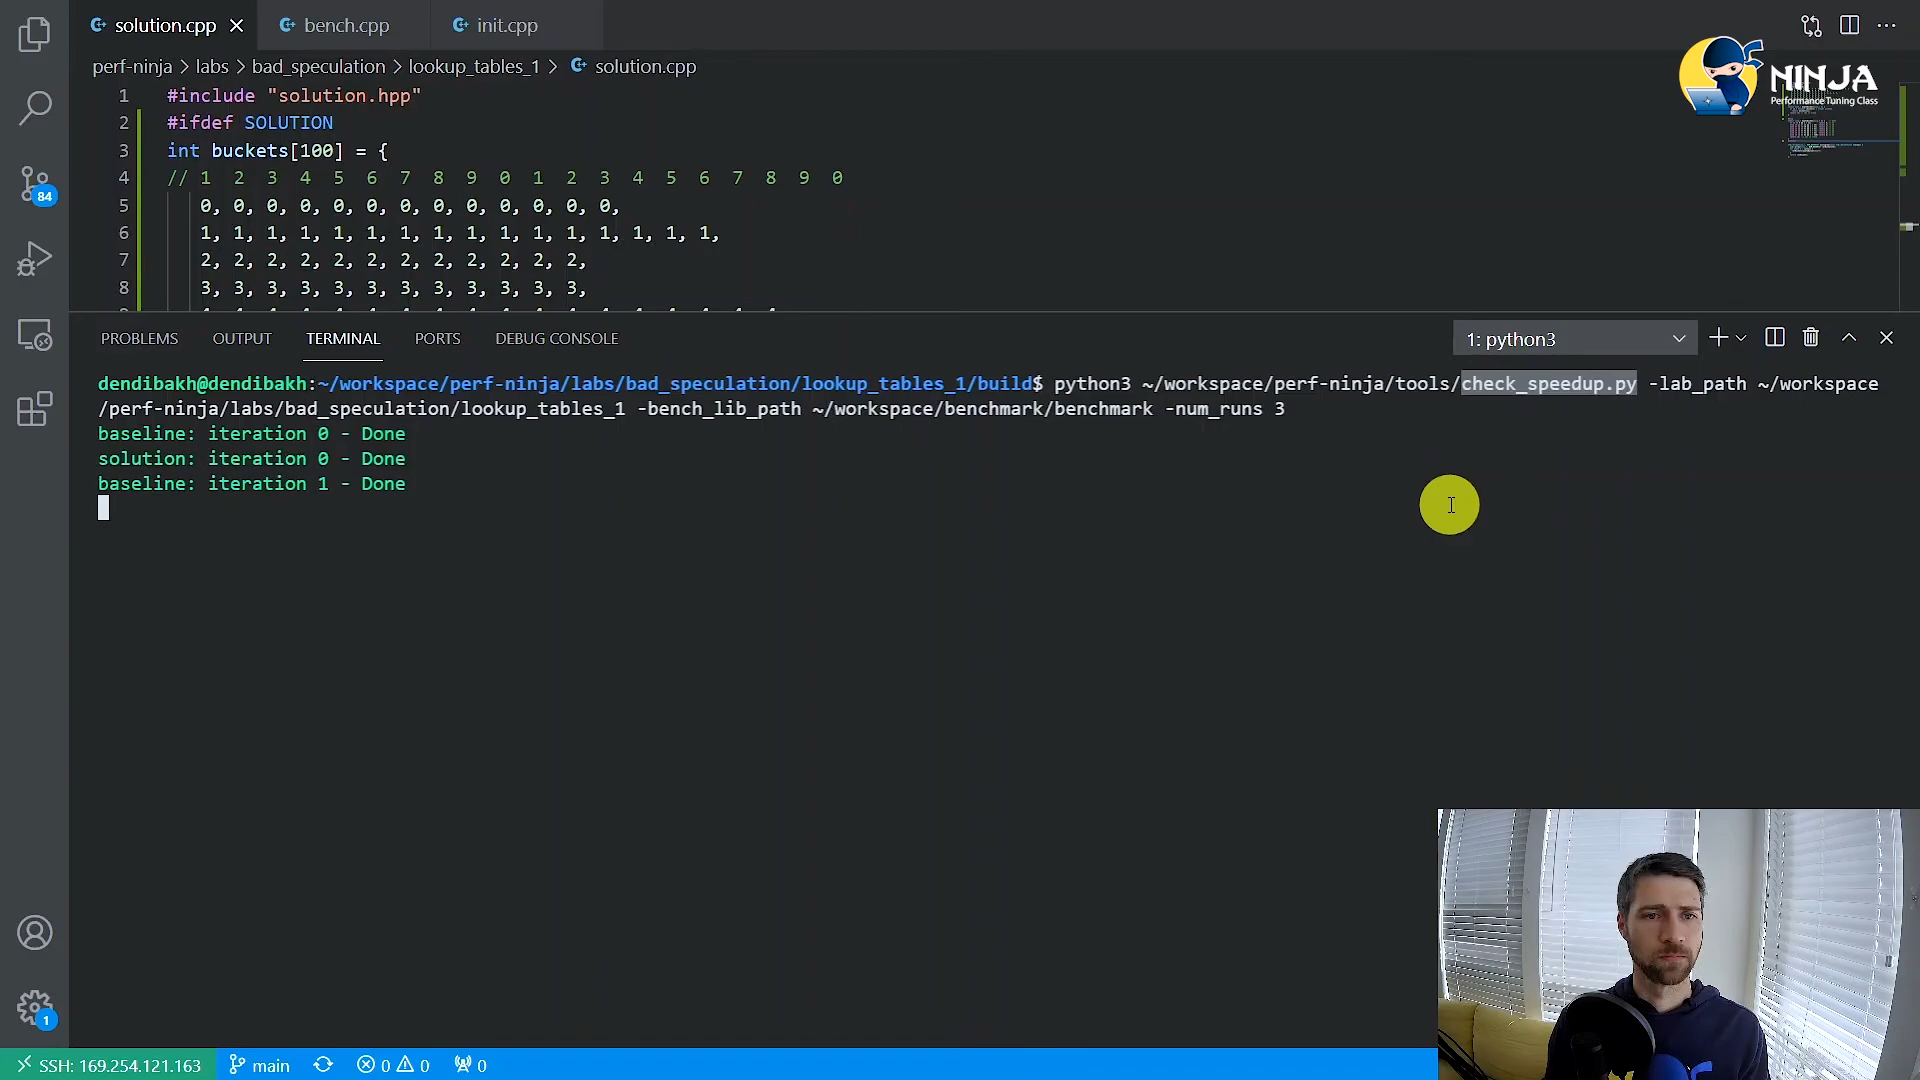 solution.cpp
bench.cpp
init.cpp
perf-ninja > labs > bad_speculation > lookup_tables_1 > solution.cpp
NINJA
Performance Tuning Class
1 #include "solution.hpp"
2 #ifdef SOLUTION
3 int buckets[100] = {
4 // 1 2 3 4 5 6 7 8 9 0 1 2 3 4 5 6 7 8 9 0
5 0, 0, 0, 0, 0, 0, 0, 0, 0, 0, 0, 0, 0,
6 1, 1, 1, 1, 1, 1, 1, 1, 1, 1, 1, 1, 1, 1, 1, 1,
7 2, 2, 2, 2, 2, 2, 2, 2, 2, 2, 2, 2,
8 3, 3, 3, 3, 3, 3, 3, 3, 3, 3, 3, 3,
84
PROBLEMS OUTPUT TERMINAL PORTS DEBUG CONSOLE
1: python3
dendibakh@dendibakh:~/workspace/perf-ninja/labs/bad_speculation/lookup_tables_1/build$ python3 ~/workspace/perf-ninja/tools/check_speedup.py -lab_path ~/workspace
/perf-ninja/labs/bad_speculation/lookup_tables_1 -bench_lib_path ~/workspace/benchmark/benchmark -num_runs 3
baseline: iteration 0 - Done
solution: iteration 0 - Done
baseline: iteration 1 - Done
1
SSH: 169.254.121.163 main 0 0 0